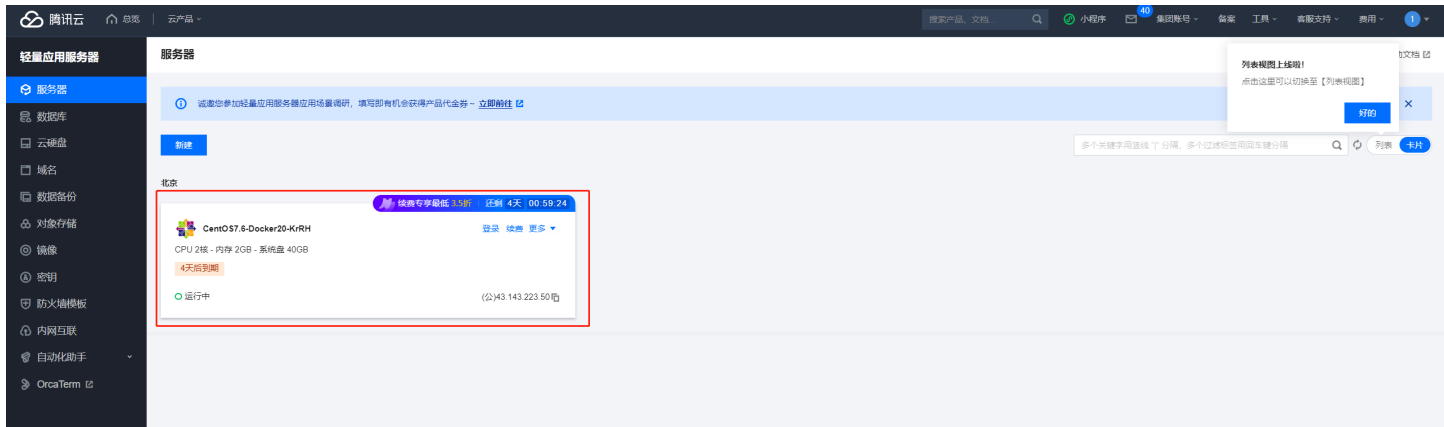 腾讯云 总览 云产品 搜索产品、文档... 小程序 40 集团账号 备案 工具 客服支持 费用 1
轻量应用服务器
服务器
数据库
云硬盘
域名
数据备份
对象存储
镜像
密钥
防火墙模板
内网互联
自动化助手
OrcaTerm
服务器
文档
列表视图上线啦!
点击这里可以切换至【列表视图】
好的
诚邀您参加轻量应用服务器应用场景调研，填写即有机会获得产品代金券~ 立即前往
新建
多个关键字用竖线 "|" 分隔，多个过滤标签用回车键分隔
列表 卡片
北京
续费专享最低 3.5折 还剩 4天 00:59:24
CentOS7.6-Docker20-KrRH 登录 续费 更多
CPU 2核 - 内存 2GB - 系统盘 40GB
4天后到期
运行中 (公)43.143.223.50